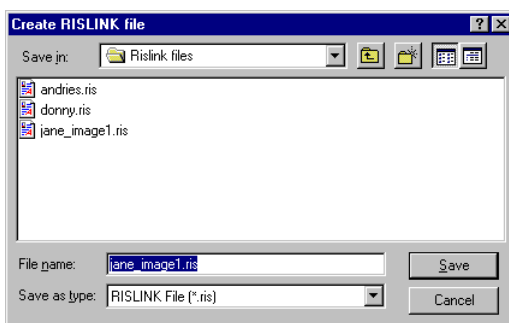 Create RISLINK file
Save in: Rislink files
andries.ris
donny.ris
jane_image1.ris
File name: jane_image1.ris Save
Save as type: RISLINK File (*.ris) Cancel